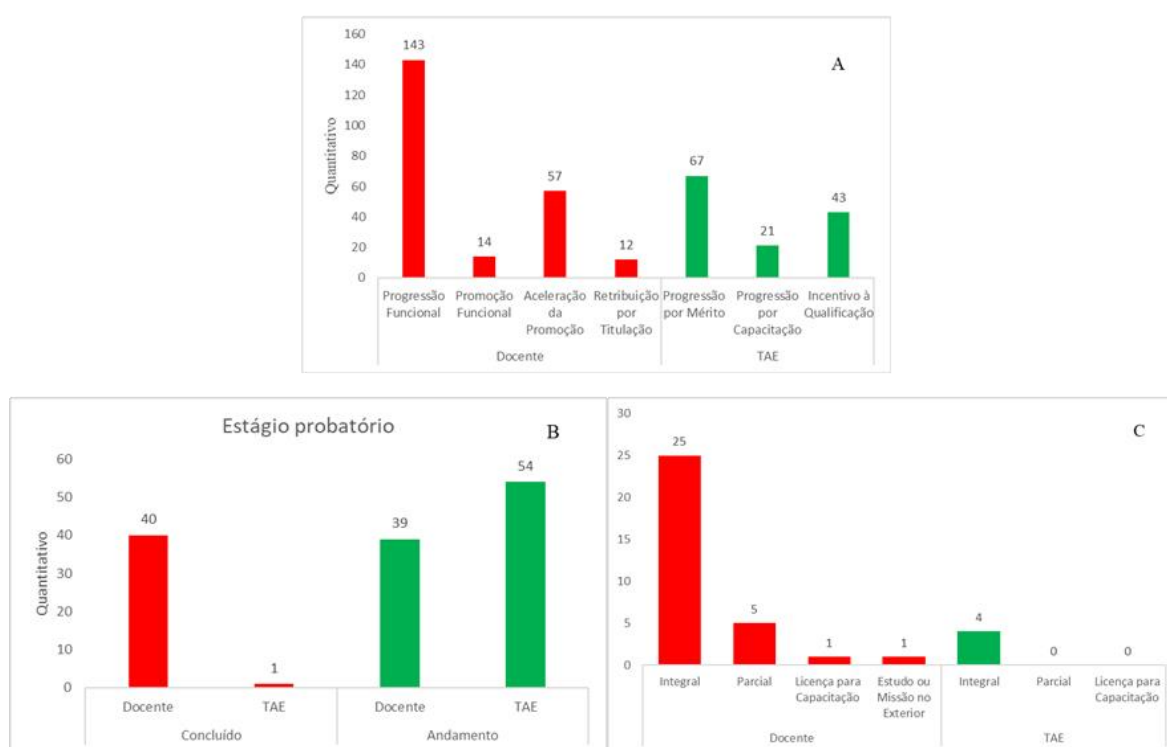 A
Quantitativo
160
140
120
100
80
60
40
20
0
143
14
57
12
67
21
43
Progressão Funcional
Promoção Funcional
Aceleração da Promoção
Retribuição por Titulação
Progressão por Mérito
Progressão por Capacitação
Incentivo à Qualificação
Docente
TAE
Estágio probatório
B
Quantitativo
60
50
40
30
20
10
0
40
1
39
54
Docente
TAE
Docente
TAE
Concluído
Andamento
C
30
25
20
15
10
5
0
25
5
1
1
4
0
0
Integral
Parcial
Licença para Capacitação
Estudo ou Missão no Exterior
Integral
Parcial
Licença para Capacitação
Docente
TAE